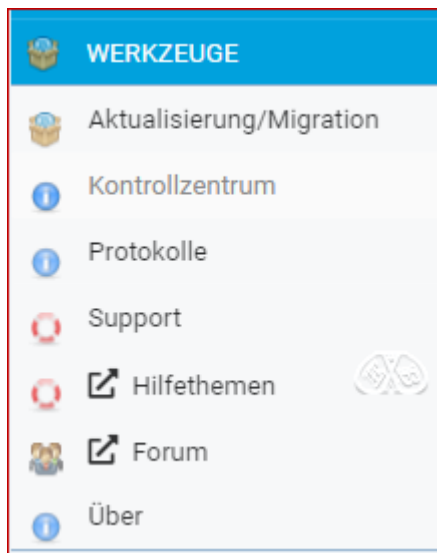 WERKZEUGE
Aktualisierung/Migration
Kontrollzentrum
Protokolle
Support
Hilfethemen
Forum
Über